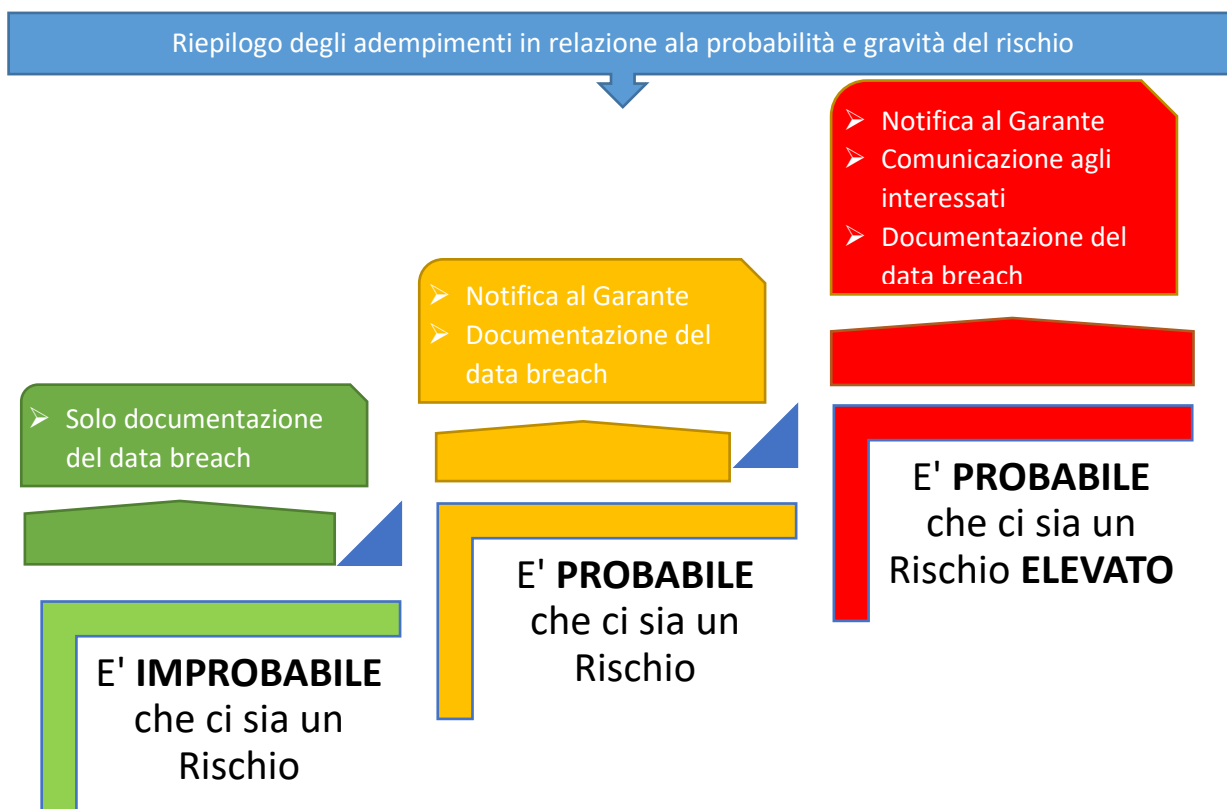 Riepilogo degli adempimenti in relazione ala probabilità e gravità del rischio
➢ Solo documentazione
del data breach
E' IMPROBABILE
che ci sia un
Rischio
➢ Notifica al Garante
➢ Documentazione del
data breach
E' PROBABILE
che ci sia un
Rischio
➢ Notifica al Garante
➢ Comunicazione agli
interessati
➢ Documentazione del
data breach
E' PROBABILE
che ci sia un
Rischio ELEVATO